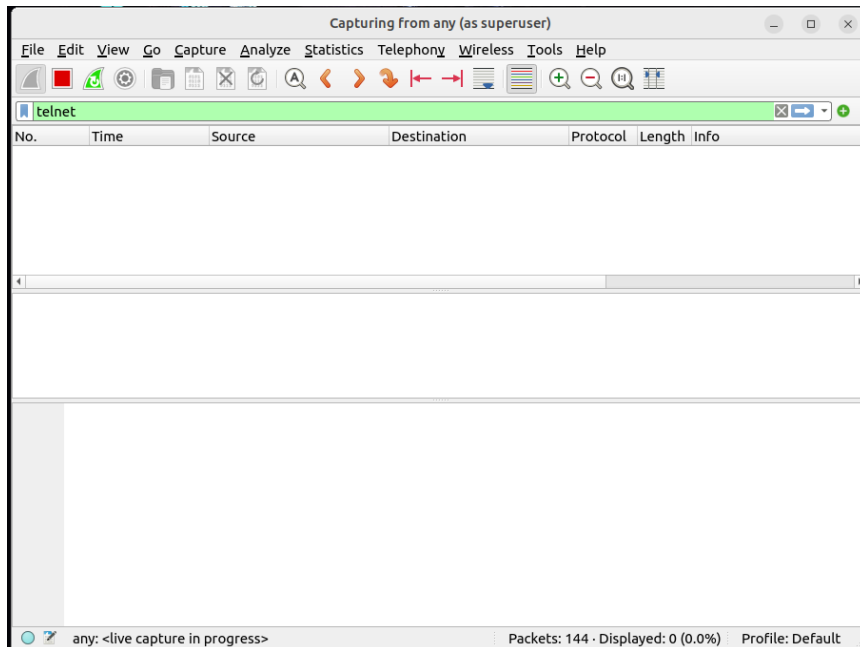 Capturing from any (as superuser)
File Edit View Go Capture Analyze Statistics Telephony Wireless Tools Help
telnet
No. Time Source Destination Protocol Length Info
any: <live capture in progress> Packets: 144 · Displayed: 0 (0.0%) Profile: Default